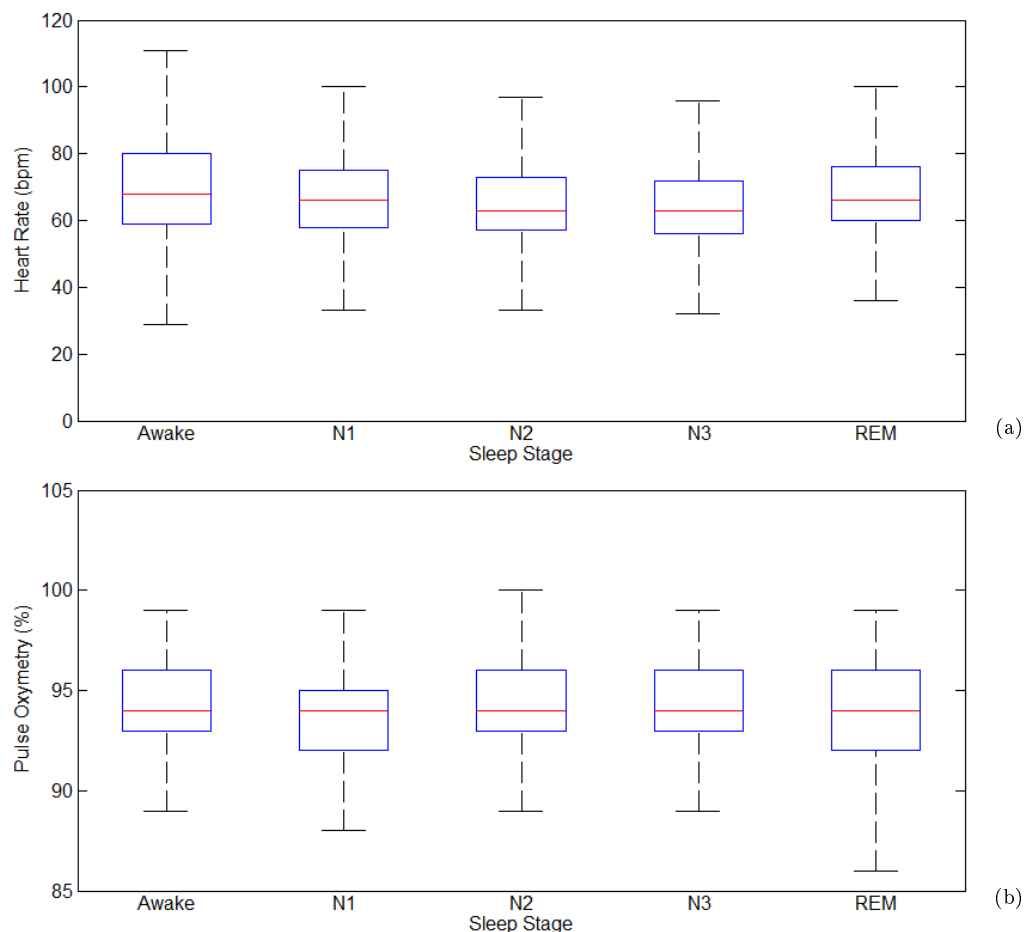 120
100
80
60
40
20
0
Heart Rate (bpm)
Awake N1 N2 N3 REM
Sleep Stage
(a)
105
100
95
90
85
Pulse Oxymetry (%)
Awake N1 N2 N3 REM
Sleep Stage
(b)